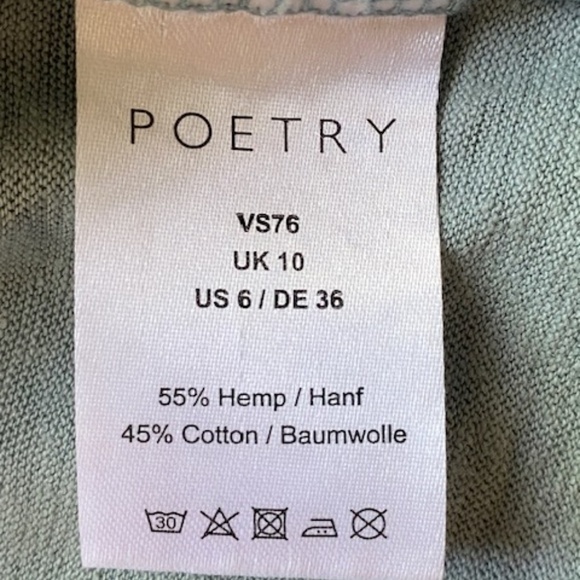 POETRY
VS76
UK 10
US 6 / DE 36
55% Hemp / Hanf
45% Cotton / Baumwolle
30